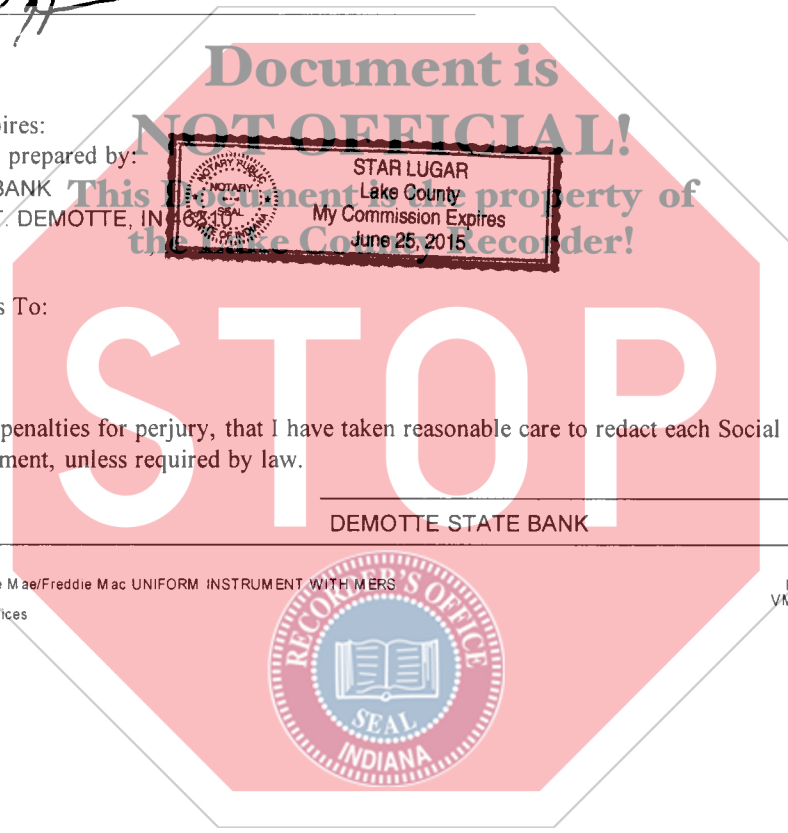 Document is
NOT OFFICIAL!
This Document is the property of
the Lake County Recorder!
pires:
prepared by:
BANK
T. DEMOTTE, IN 46310
NOTARY PUBLIC
NOTARY
SEAL
STATE OF INDIANA
STAR LUGAR
Lake County
My Commission Expires
June 25, 2015
s To:
STOP
penalties for perjury, that I have taken reasonable care to redact each Social
ment, unless required by law.
DEMOTTE STATE BANK
e Mae/Freddie Mac UNIFORM INSTRUMENT WITH MERS
VM
ices
RECORDER'S OFFICE
SEAL
INDIANA